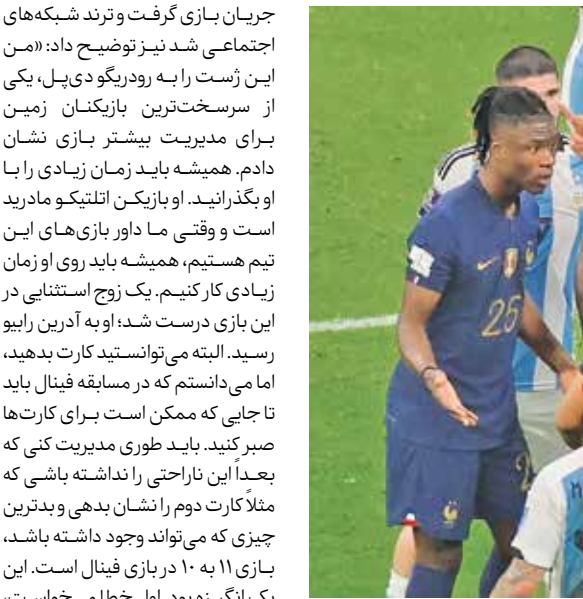 جریان بازی گرفت و ترند شبکه‌های
اجتماعی شد نیز توضیح داد: «من
این ژست را به رودریگو دی‌پل، یکی
از سرسخت‌ترین بازیکنان زمین
برای مدیریت بیشتر بازی نشان
دادم. همیشه باید زمان زیادی را با
او بگذرانید. او بازیکن اتلتیکو مادرید
است و وقتی ما داور بازی‌های این
تیم هستیم، همیشه باید روی او زمان
زیادی کار کنیم. یک زوج استثنایی در
این بازی درست شد؛ او به آدرین رابیو
رسید. البته می‌توانستید کارت بدهید،
اما می‌دانستم که در مسابقه فینال باید
تا جایی که ممکن است برای کارت‌ها
صبر کنید. باید طوری مدیریت کنی که
بعداً این ناراحتی را نداشته باشی که
مثلاً کارت دوم را نشان بدهی و بدترین
چیزی که می‌تواند وجود داشته باشد،
بازی ۱۱ به ۱۰ در بازی فینال است. این
25